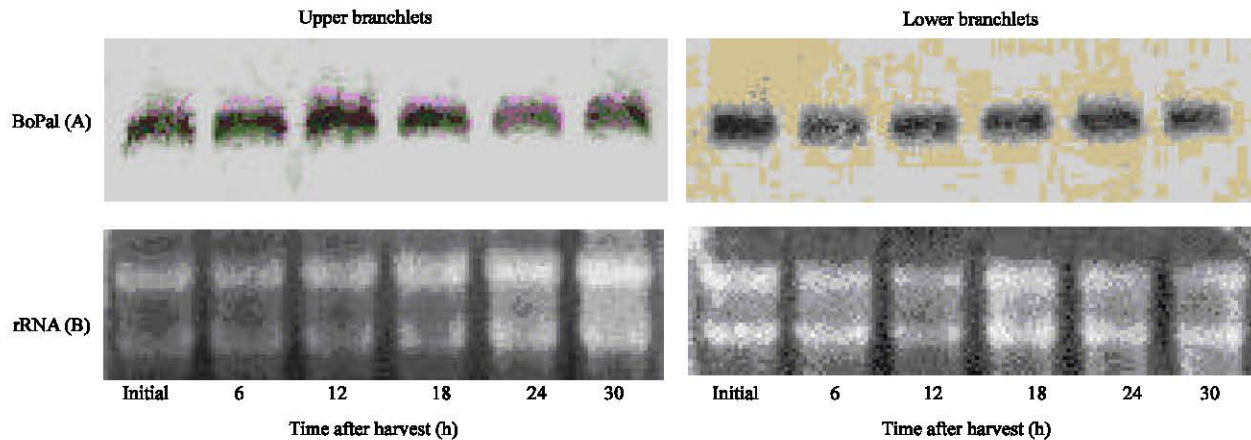 Upper branchlets
Lower branchlets
BoPal (A)
rRNA (B)
Initial 6 12 18 24 30
Initial 6 12 18 24 30
Time after harvest (h)
Time after harvest (h)